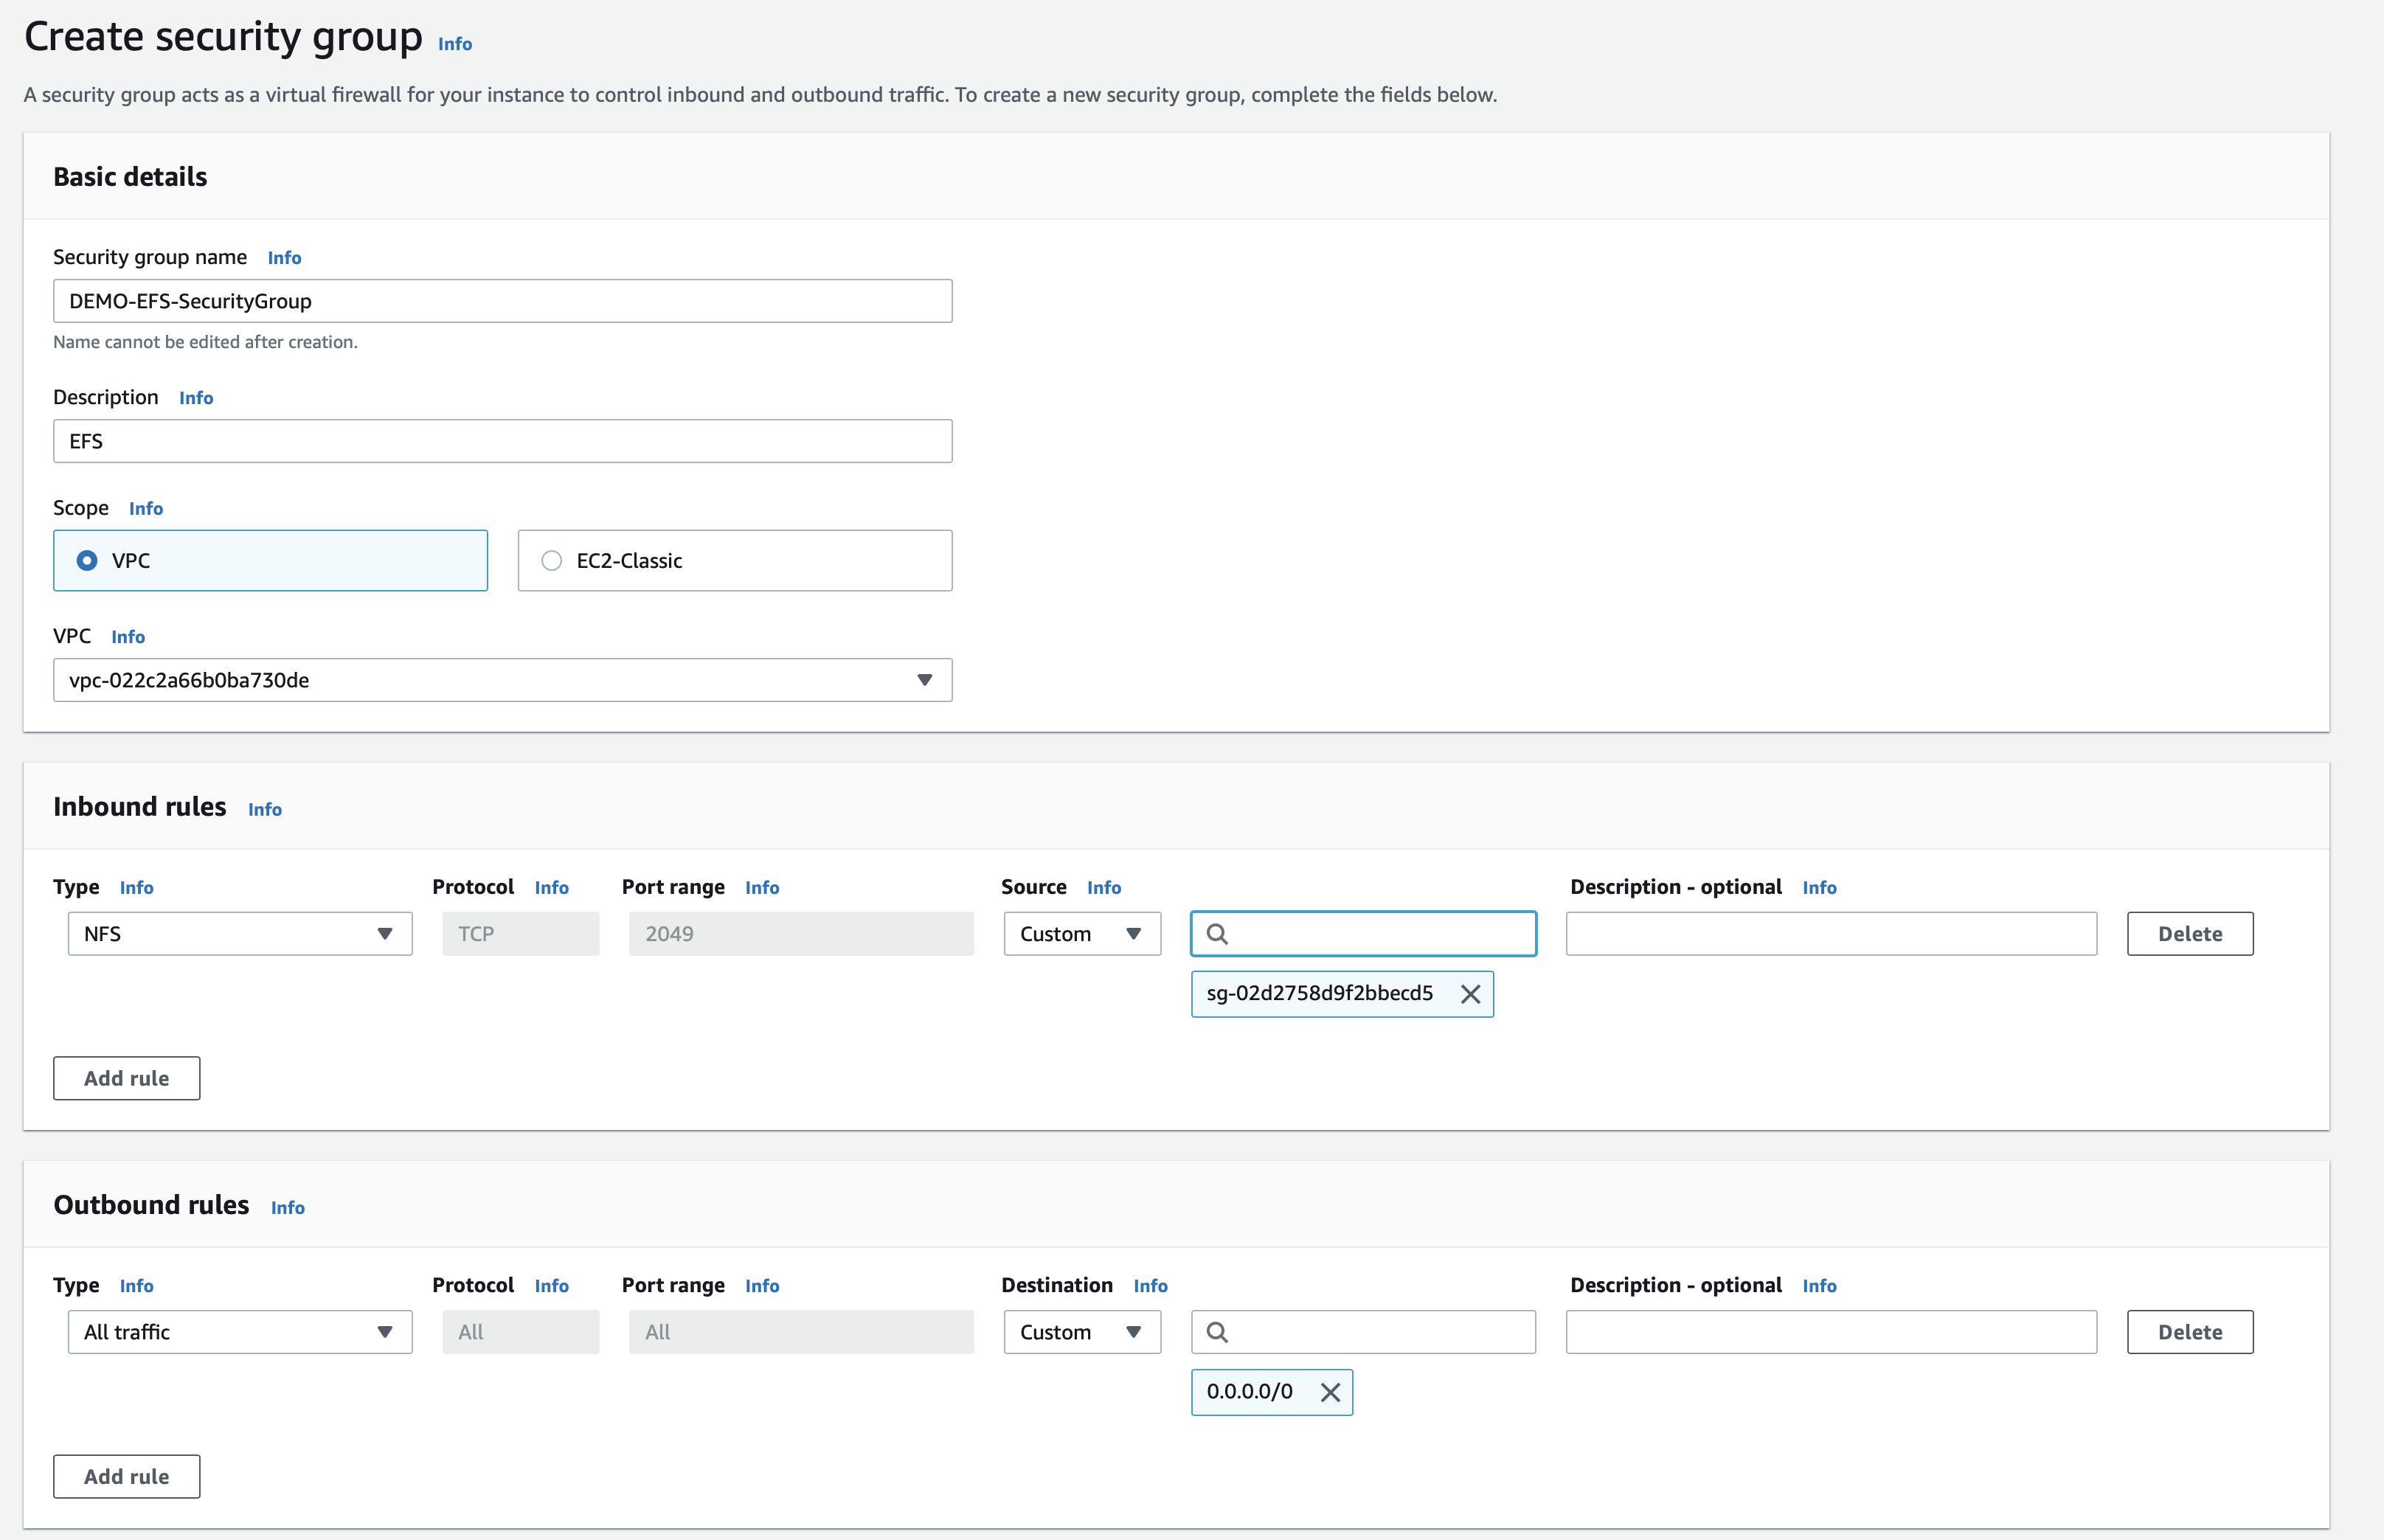 Create security group Info
A security group acts as a virtual firewall for your instance to control inbound and outbound traffic. To create a new security group, complete the fields below.
Basic details
Security group name Info
DEMO-EFS-SecurityGroup
Name cannot be edited after creation.
Description Info
EFS
Scope Info
VPC EC2-Classic
VPC Info
vpc-022c2a66b0ba730de
Inbound rules Info
Type Info Protocol Info Port range Info Source Info Description - optional Info
NFS TCP 2049 Custom Delete
sg-02d2758d9f2bbecd5
Add rule
Outbound rules Info
Type Info Protocol Info Port range Info Destination Info Description - optional Info
All traffic All All Custom Delete
0.0.0.0/0
Add rule